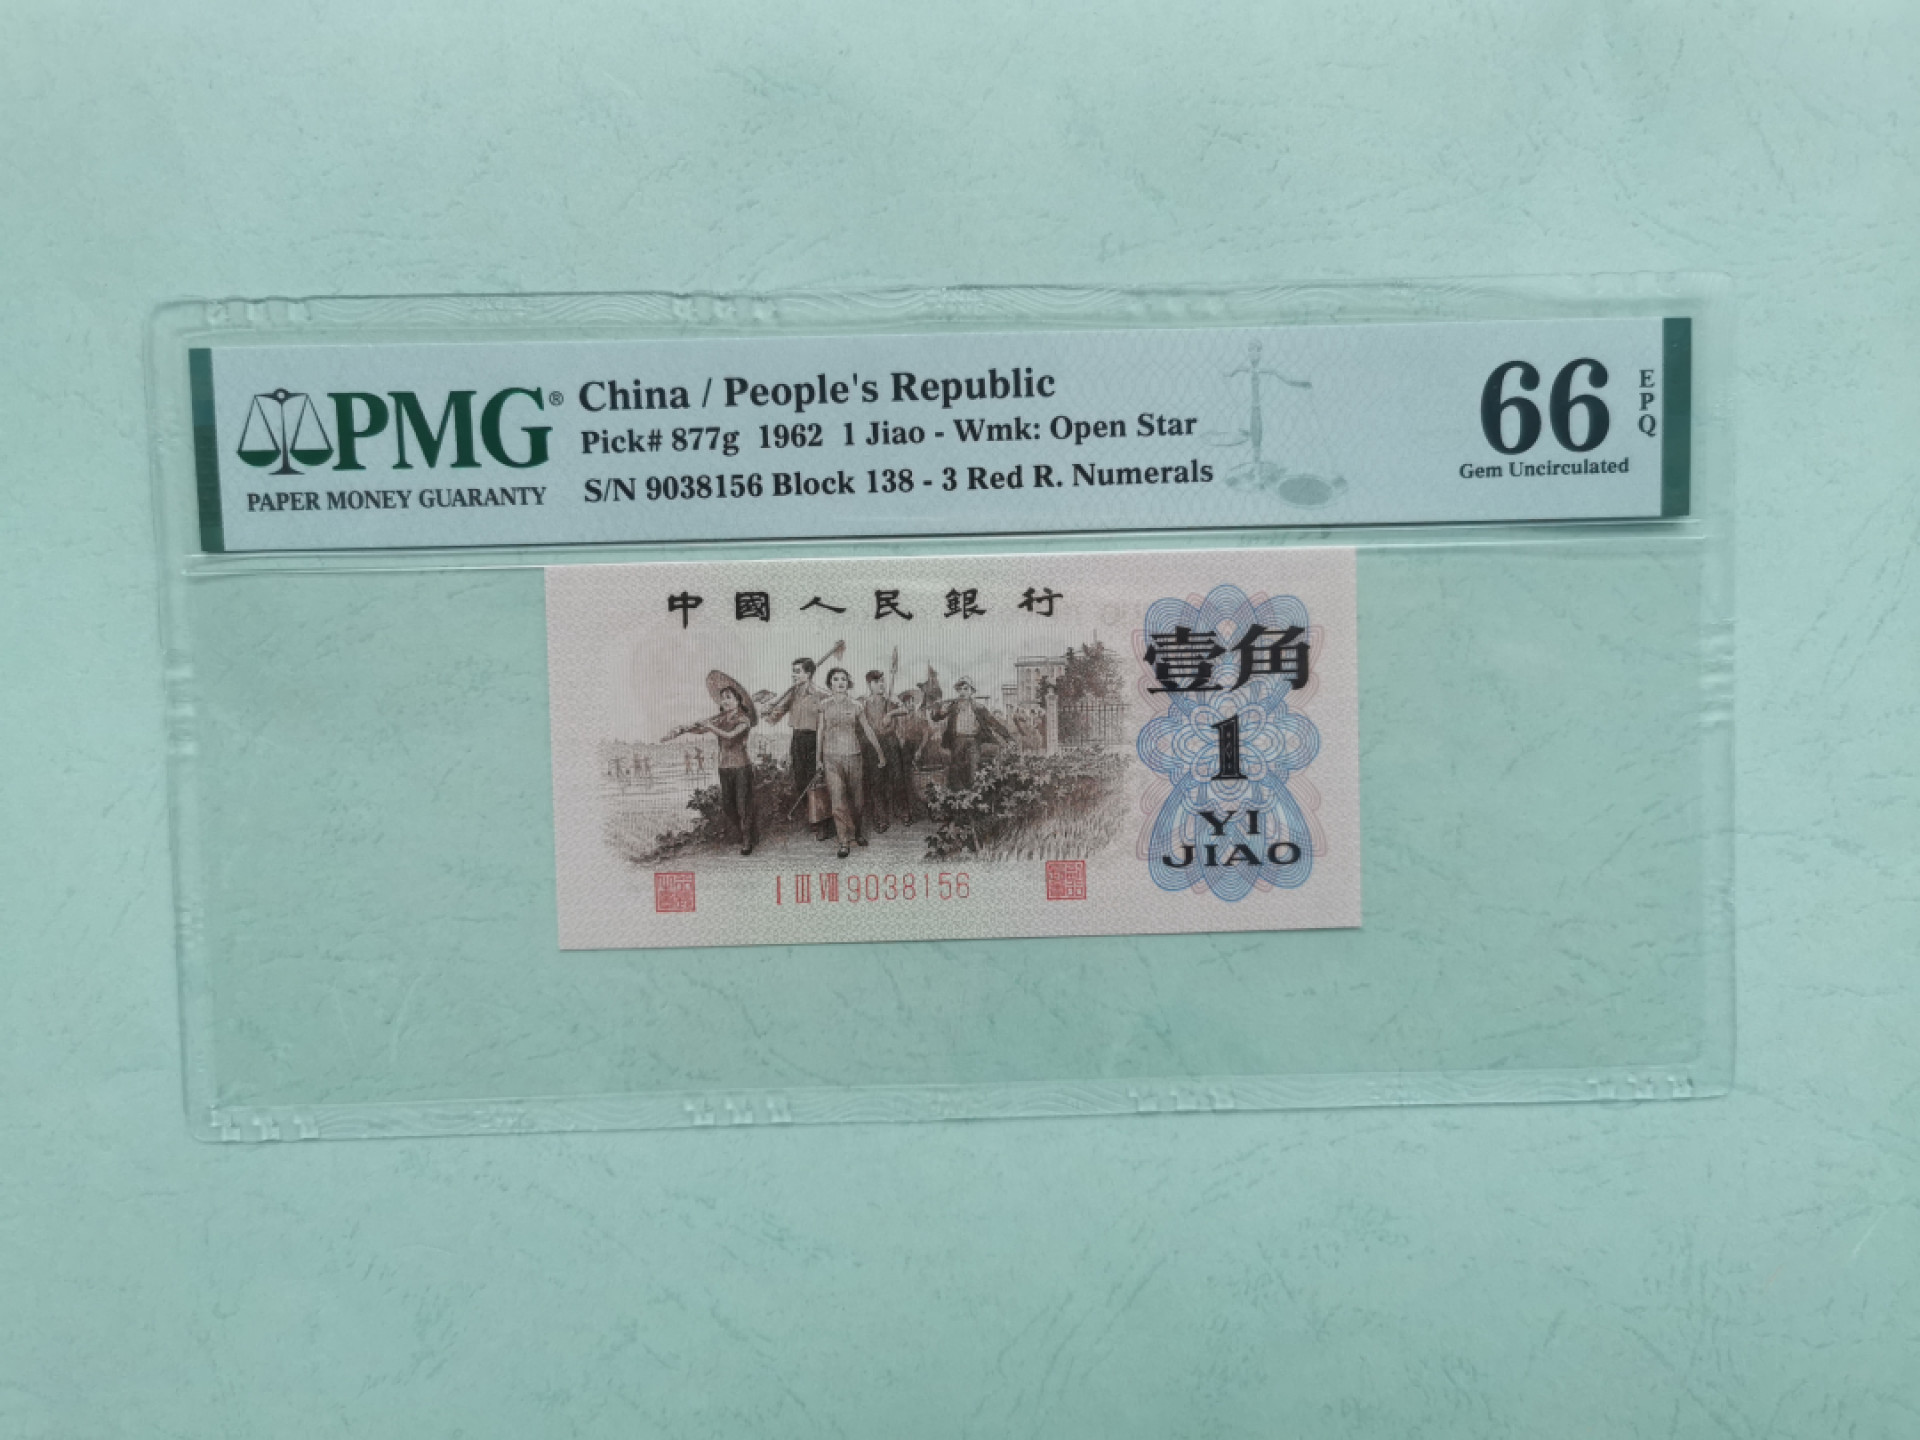 PMG®
PAPER MONEY GUARANTY
China / People's Republic
Pick# 877g 1962 1 Jiao - Wmk: Open Star
S/N 9038156 Block 138 - 3 Red R. Numerals
66
EPQ
Gem Uncirculated
中國人民銀行
壹角
1
YI
JIAO
I III VIII 9038156